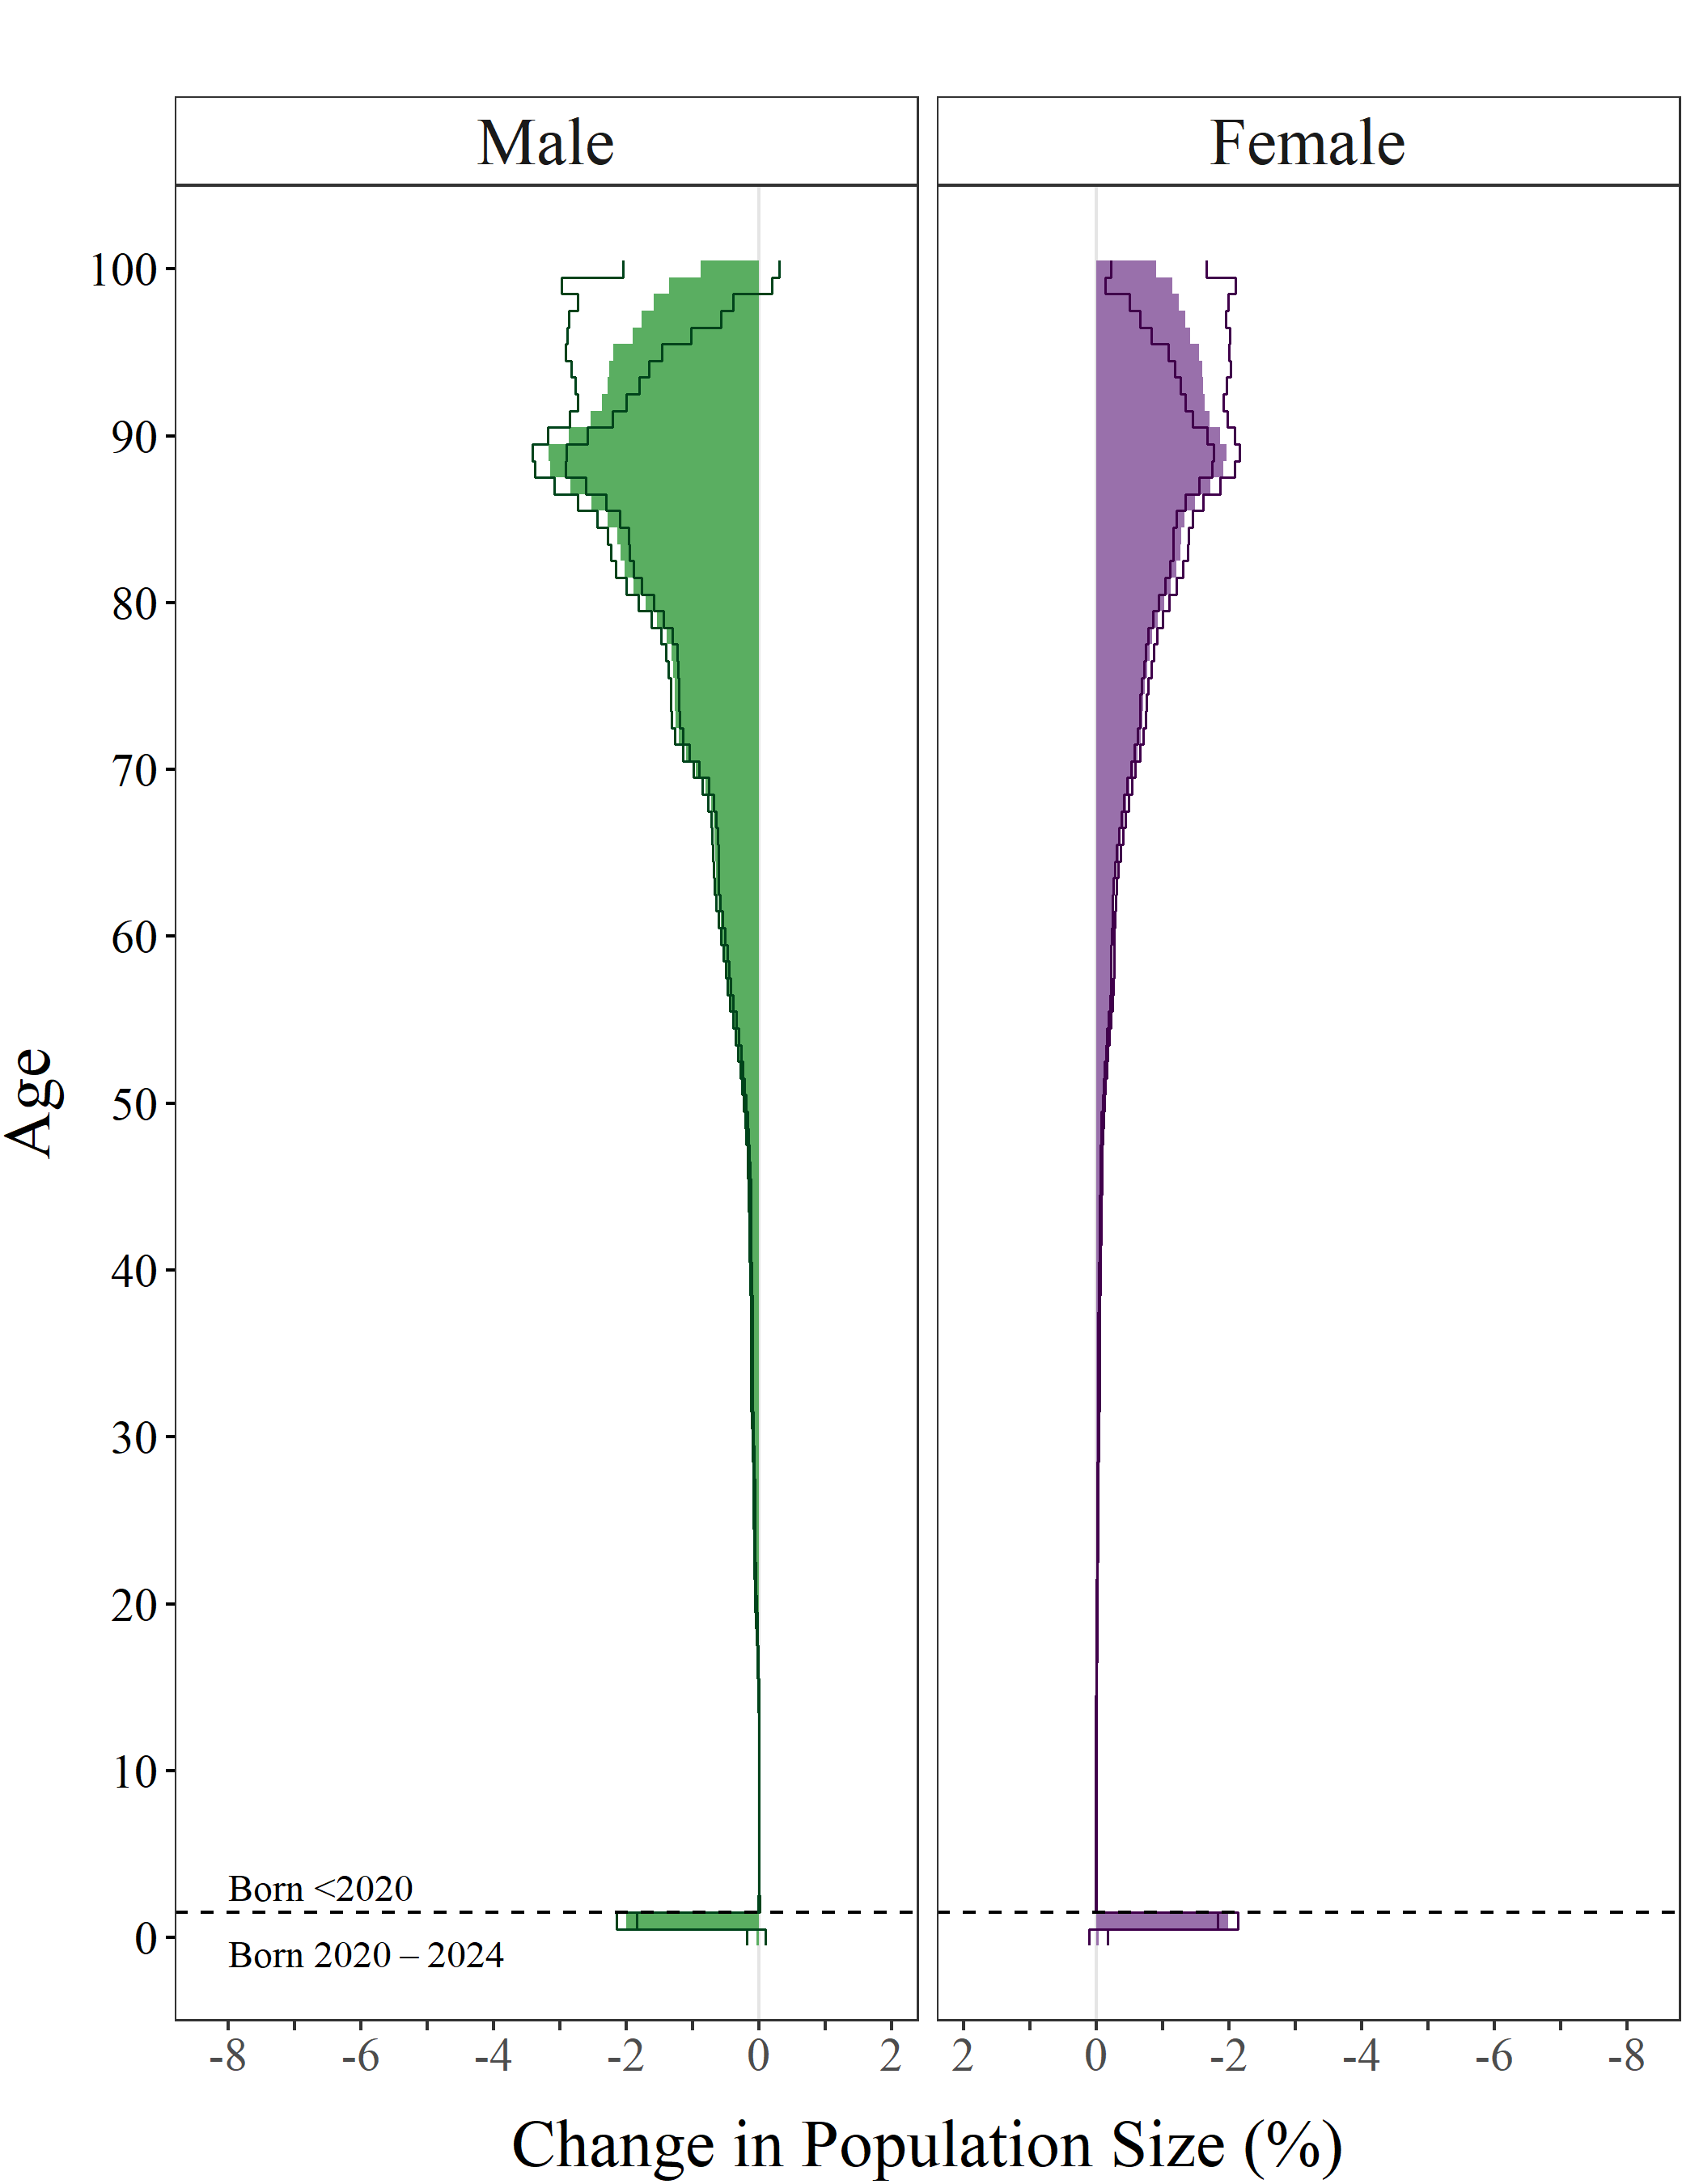 Male
Female
Age
100
90
80
70
60
50
40
30
20
10
0
Born <2020
Born 2020 – 2024
-8 -6 -4 -2 0 2
2 0 -2 -4 -6 -8
Change in Population Size (%)